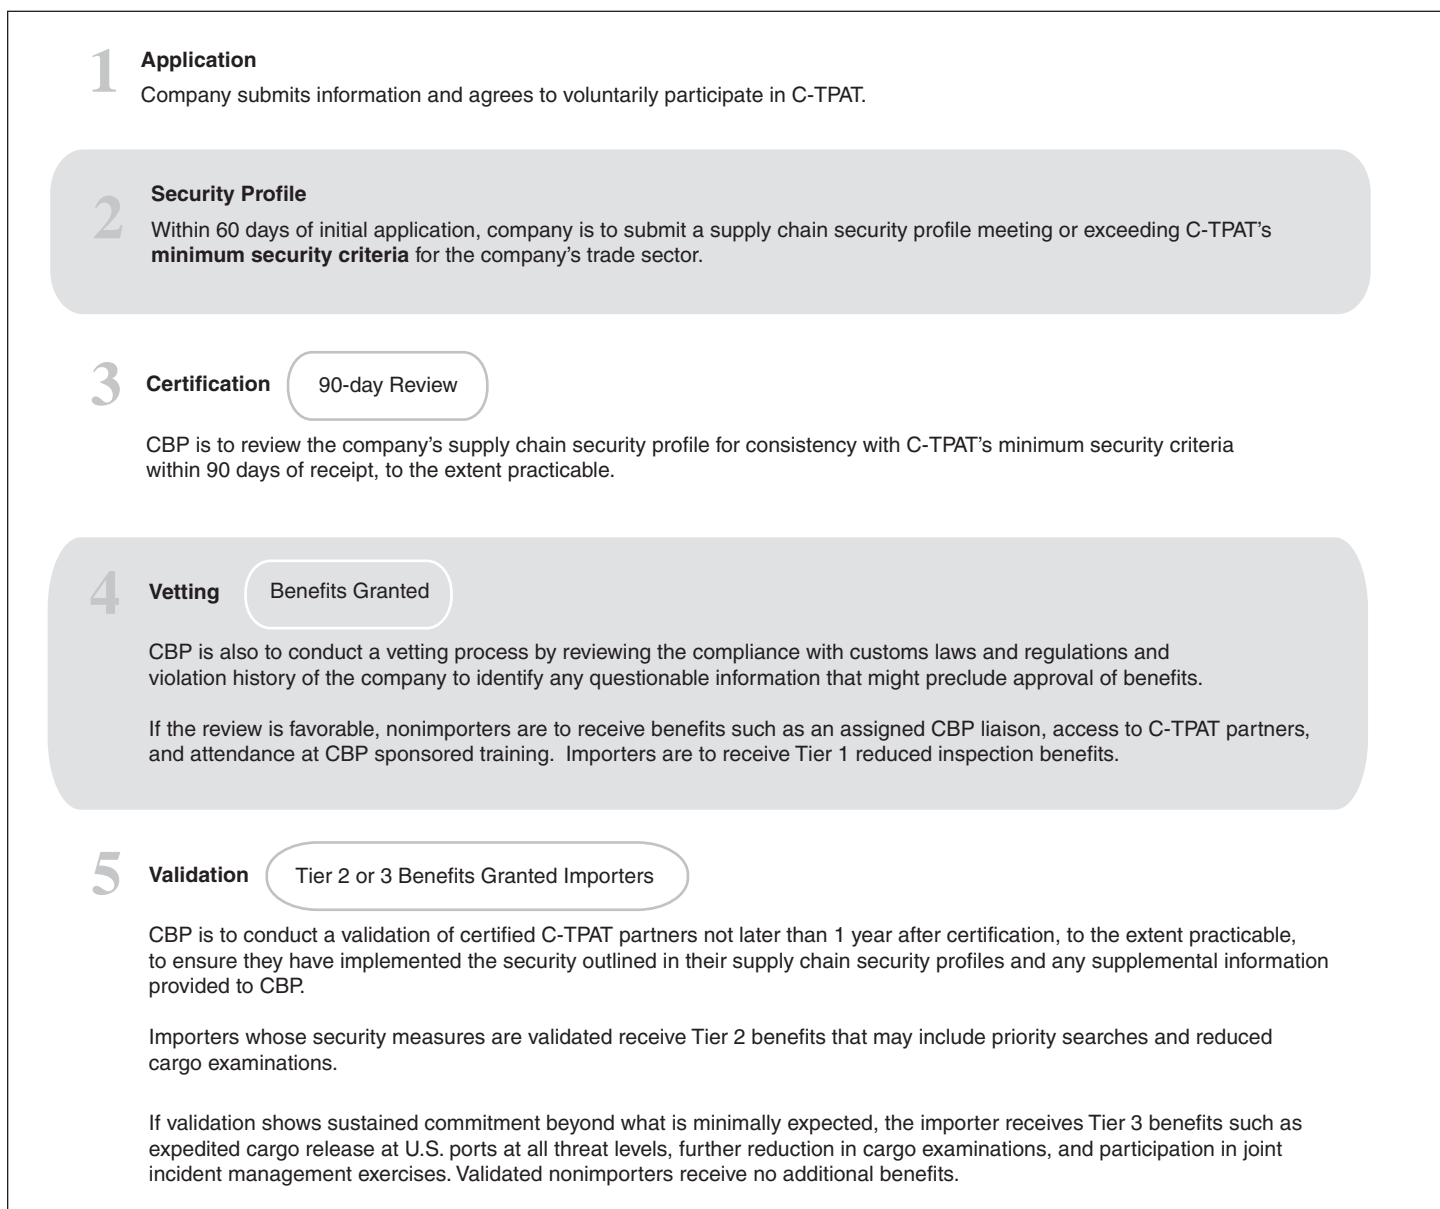 1
Application
Company submits information and agrees to voluntarily participate in C-TPAT.
2
Security Profile
Within 60 days of initial application, company is to submit a supply chain security profile meeting or exceeding C-TPAT’s
minimum security criteria for the company’s trade sector.
3
Certification
90-day Review
CBP is to review the company’s supply chain security profile for consistency with C-TPAT’s minimum security criteria
within 90 days of receipt, to the extent practicable.
4
Vetting
Benefits Granted
CBP is also to conduct a vetting process by reviewing the compliance with customs laws and regulations and
violation history of the company to identify any questionable information that might preclude approval of benefits.
If the review is favorable, nonimporters are to receive benefits such as an assigned CBP liaison, access to C-TPAT partners,
and attendance at CBP sponsored training.  Importers are to receive Tier 1 reduced inspection benefits.
5
Validation
Tier 2 or 3 Benefits Granted Importers
CBP is to conduct a validation of certified C-TPAT partners not later than 1 year after certification, to the extent practicable,
to ensure they have implemented the security outlined in their supply chain security profiles and any supplemental information
provided to CBP.
Importers whose security measures are validated receive Tier 2 benefits that may include priority searches and reduced
cargo examinations.
If validation shows sustained commitment beyond what is minimally expected, the importer receives Tier 3 benefits such as
expedited cargo release at U.S. ports at all threat levels, further reduction in cargo examinations, and participation in joint
incident management exercises. Validated nonimporters receive no additional benefits.